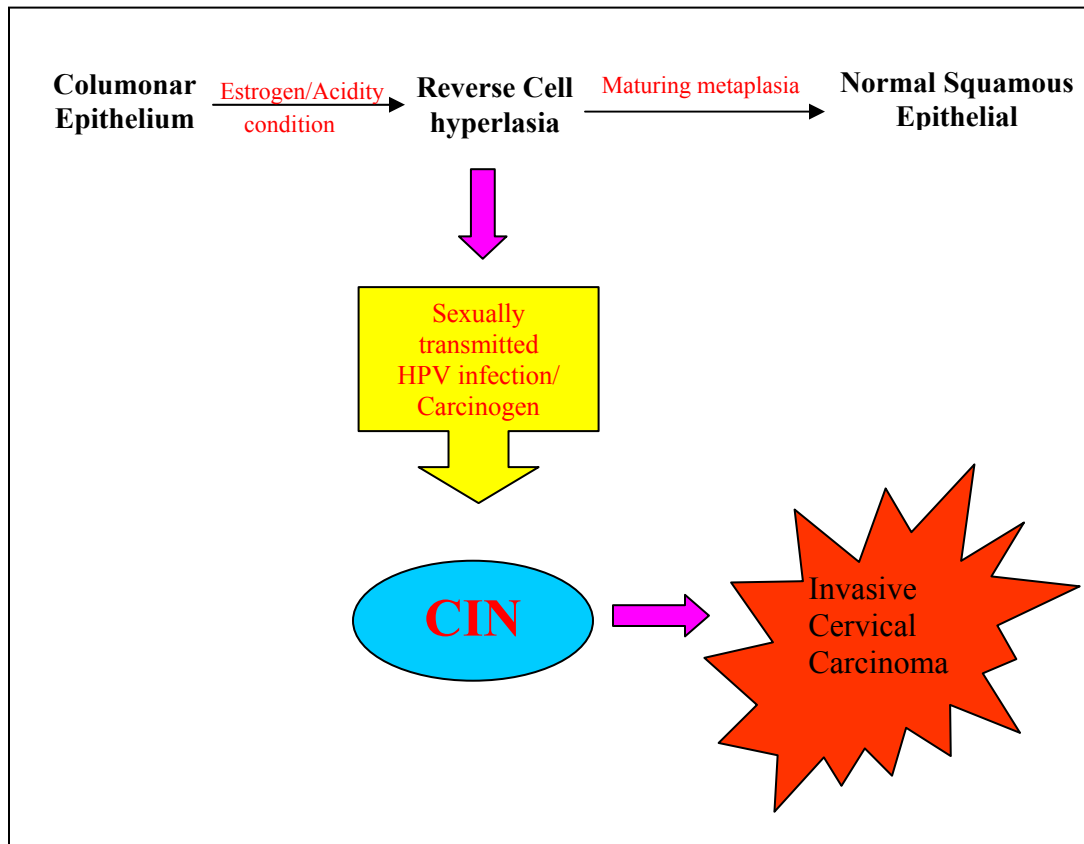 Columonar
Epithelium
Estrogen/Acidity
condition
Reverse Cell
hyperlasia
Maturing metaplasia
Normal Squamous
Epithelial
Sexually
transmitted
HPV infection/
Carcinogen
CIN
Invasive
Cervical
Carcinoma